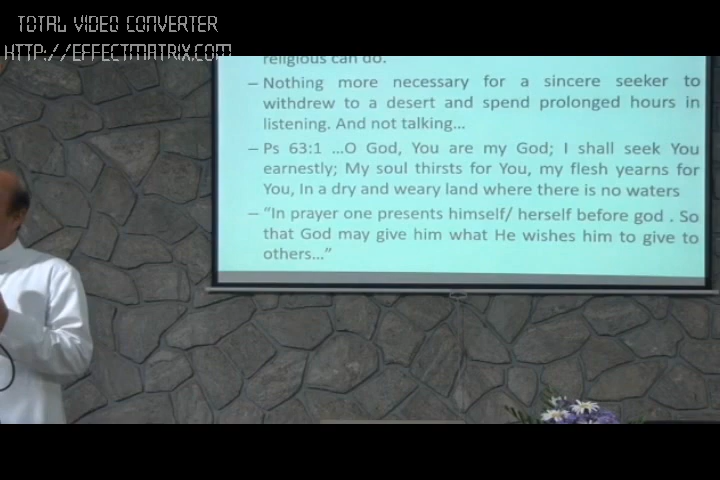 TOTAL VIDEO CONVERTER
HTTP://EFFECTMATRIX.COM
religious can do.
– Nothing more necessary for a sincere seeker to
withdrew to a desert and spend prolonged hours in
listening. And not talking…
– Ps 63:1 …O God, You are my God; I shall seek You
earnestly; My soul thirsts for You, my flesh yearns for
You, In a dry and weary land where there is no waters
– “In prayer one presents himself/ herself before god . So
that God may give him what He wishes him to give to
others…”